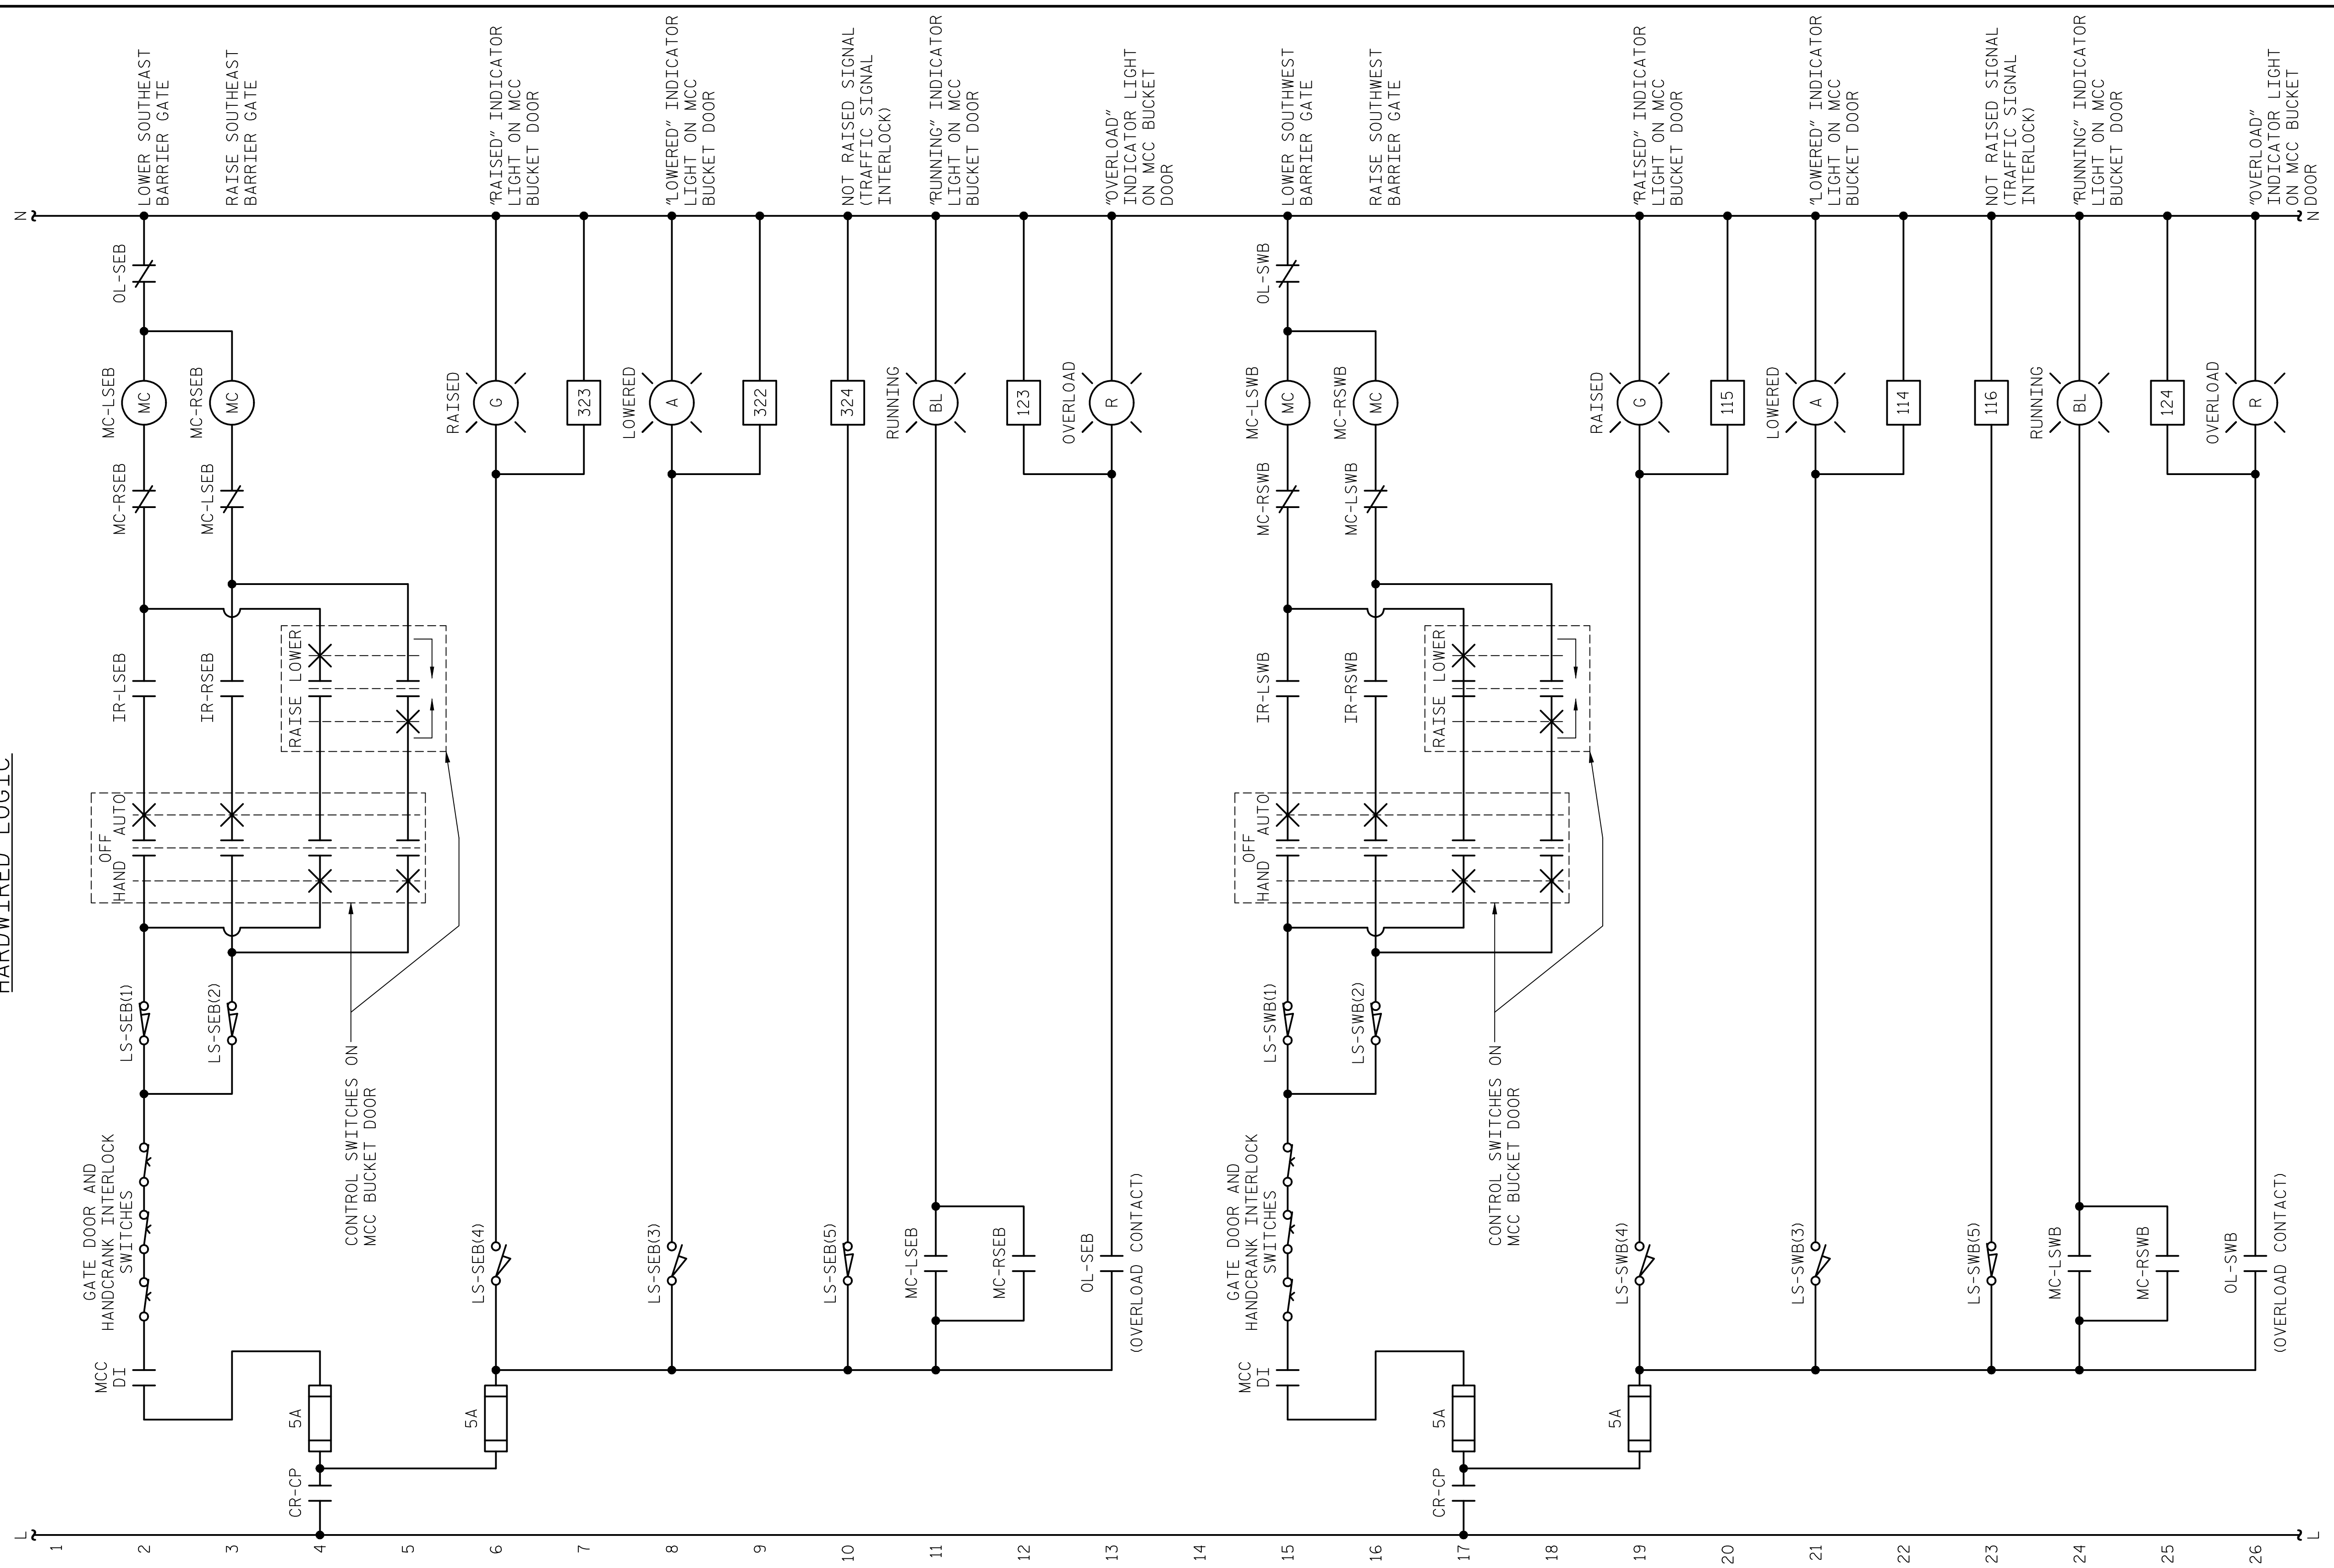 HARDWIRED LOGIC
L
N
1
2
MCC
DI
GATE DOOR AND
HANDCRANK INTERLOCK
SWITCHES
LS-SEB(1)
OFF
HAND
AUTO
IR-LSEB
MC-RSEB
MC-LSEB
MC
OL-SEB
LOWER SOUTHEAST
BARRIER GATE
3
LS-SEB(2)
IR-RSEB
MC-LSEB
MC-RSEB
MC
RAISE SOUTHEAST
BARRIER GATE
4
CR-CP
5A
RAISE
LOWER
CONTROL SWITCHES ON
MCC BUCKET DOOR
5
6
5A
LS-SEB(4)
RAISED
G
"RAISED" INDICATOR
LIGHT ON MCC
BUCKET DOOR
7
323
8
LS-SEB(3)
LOWERED
A
"LOWERED" INDICATOR
LIGHT ON MCC
BUCKET DOOR
9
322
10
LS-SEB(5)
324
NOT RAISED SIGNAL
(TRAFFIC SIGNAL
INTERLOCK)
11
MC-LSEB
RUNNING
BL
"RUNNING" INDICATOR
LIGHT ON MCC
BUCKET DOOR
12
MC-RSEB
123
13
OL-SEB
(OVERLOAD CONTACT)
OVERLOAD
R
"OVERLOAD"
INDICATOR LIGHT
ON MCC BUCKET
DOOR
14
15
MCC
DI
GATE DOOR AND
HANDCRANK INTERLOCK
SWITCHES
LS-SWB(1)
OFF
HAND
AUTO
IR-LSWB
MC-RSWB
MC-LSWB
MC
OL-SWB
LOWER SOUTHWEST
BARRIER GATE
16
LS-SWB(2)
IR-RSWB
MC-LSWB
MC-RSWB
MC
RAISE SOUTHWEST
BARRIER GATE
17
CR-CP
5A
RAISE
LOWER
CONTROL SWITCHES ON
MCC BUCKET DOOR
18
19
5A
LS-SWB(4)
RAISED
G
"RAISED" INDICATOR
LIGHT ON MCC
BUCKET DOOR
20
115
21
LS-SWB(3)
LOWERED
A
"LOWERED" INDICATOR
LIGHT ON MCC
BUCKET DOOR
22
114
23
LS-SWB(5)
116
NOT RAISED SIGNAL
(TRAFFIC SIGNAL
INTERLOCK)
24
MC-LSWB
RUNNING
BL
"RUNNING" INDICATOR
LIGHT ON MCC
BUCKET DOOR
25
MC-RSWB
124
26
OL-SWB
(OVERLOAD CONTACT)
OVERLOAD
R
"OVERLOAD"
INDICATOR LIGHT
ON MCC BUCKET
DOOR
L
N